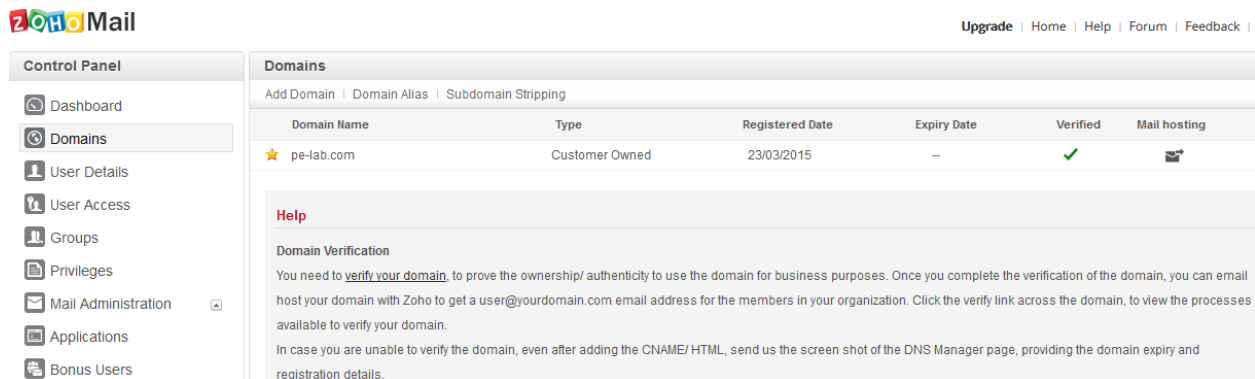 ZOHO Mail
Upgrade | Home | Help | Forum | Feedback |
Control Panel
Dashboard
Domains
User Details
User Access
Groups
Privileges
Mail Administration
Applications
Bonus Users
Domains
Add Domain | Domain Alias | Subdomain Stripping
Domain Name Type Registered Date Expiry Date Verified Mail hosting
pe-lab.com Customer Owned 23/03/2015 --
Help
Domain Verification
You need to verify your domain, to prove the ownership/ authenticity to use the domain for business purposes. Once you complete the verification of the domain, you can email
host your domain with Zoho to get a user@yourdomain.com email address for the members in your organization. Click the verify link across the domain, to view the processes
available to verify your domain.
In case you are unable to verify the domain, even after adding the CNAME/ HTML, send us the screen shot of the DNS Manager page, providing the domain expiry and
registration details.